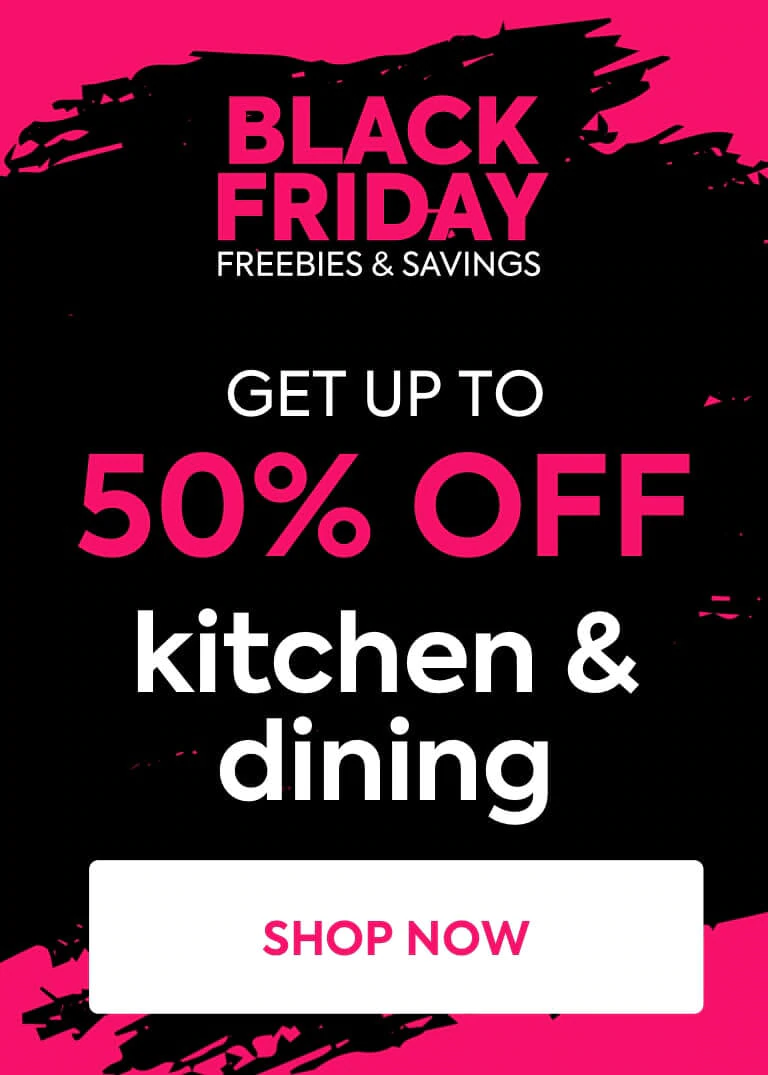 BLACK
FRIDAY
FREEBIES & SAVINGS
GET UP TO
50% OFF
kitchen &
dining
SHOP NOW